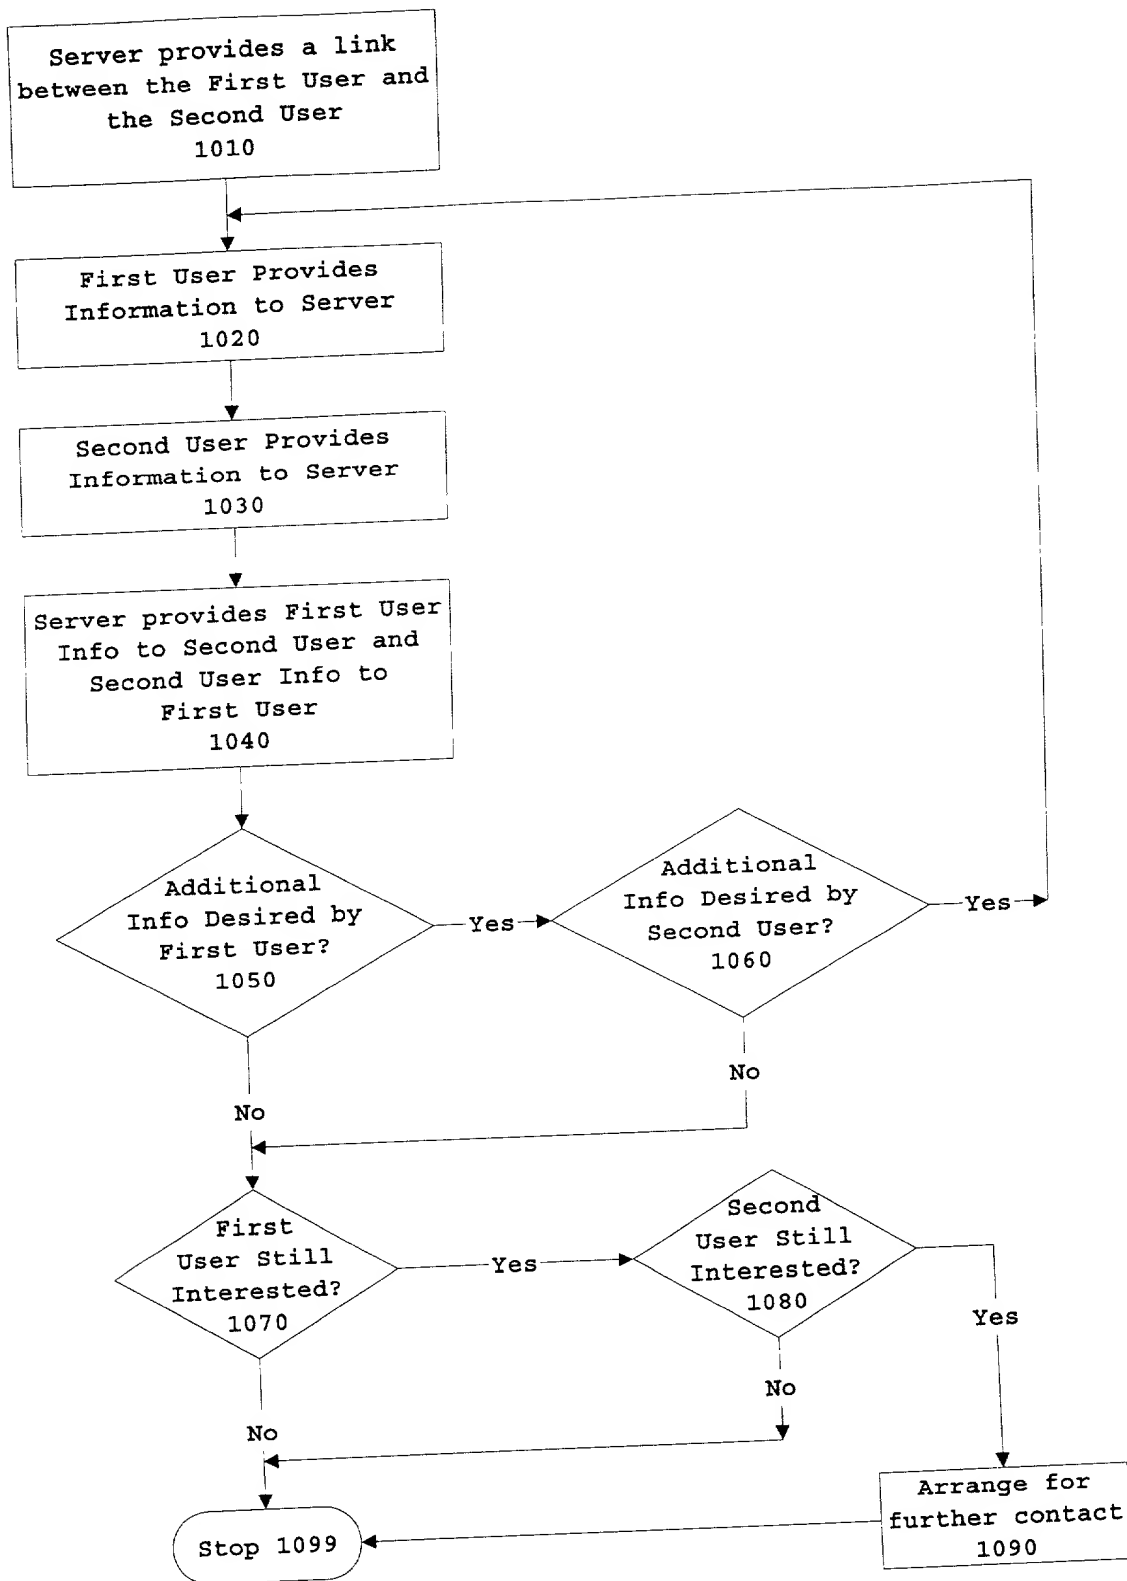 Server provides a link
between the First User and
the Second User
1010
First User Provides
Information to Server
1020
Second User Provides
Information to Server
1030
Server provides First User
Info to Second User and
Second User Info to
First User
1040
Additional
Info Desired by
First User?
1050
Yes
Additional
Info Desired by
Second User?
1060
Yes
No
No
First
User Still
Interested?
1070
Yes
Second
User Still
Interested?
1080
Yes
No
No
Arrange for
further contact
1090
Stop 1099